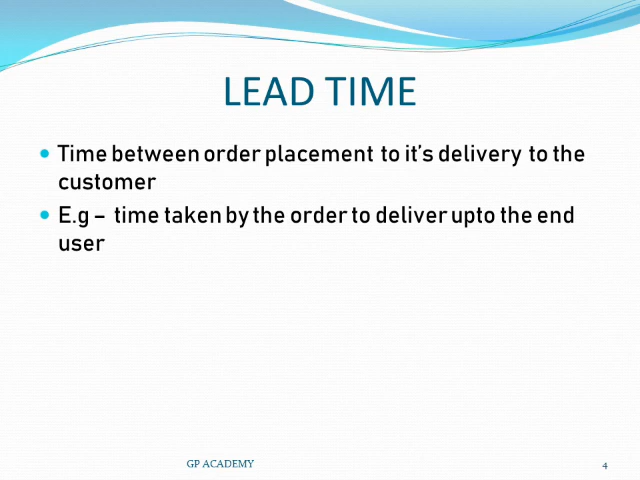 LEAD TIME
Time between order placement to it's delivery to the
customer
E.g – time taken by the order to deliver upto the end
user
GP ACADEMY
4